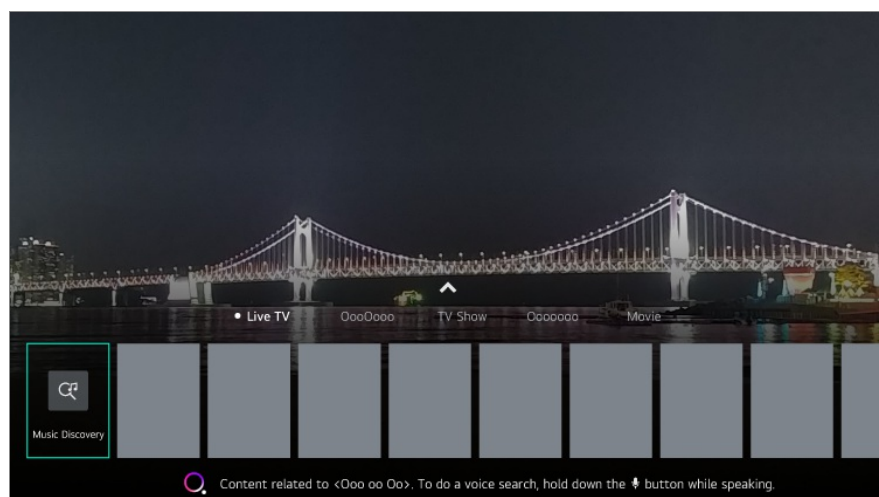 Live TV
OooOooo
TV Show
Ooooooo
Movie
Music Discovery
Content related to <Ooo oo Oo>. To do a voice search, hold down the button while speaking.